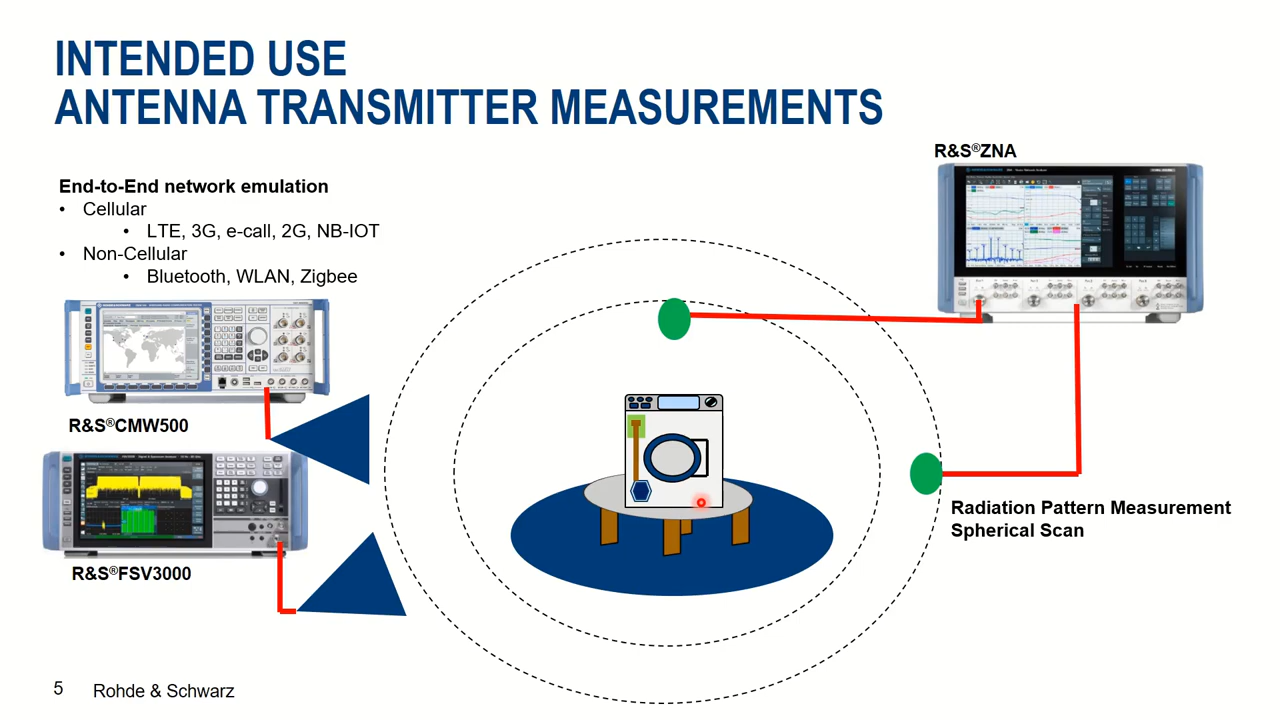 INTENDED USE
ANTENNA TRANSMITTER MEASUREMENTS
R&S®ZNA
End-to-End network emulation
• Cellular
• LTE, 3G, e-call, 2G, NB-IOT
• Non-Cellular
• Bluetooth, WLAN, Zigbee
R&S®CMW500
R&S®FSV3000
Radiation Pattern Measurement
Spherical Scan
5 Rohde & Schwarz